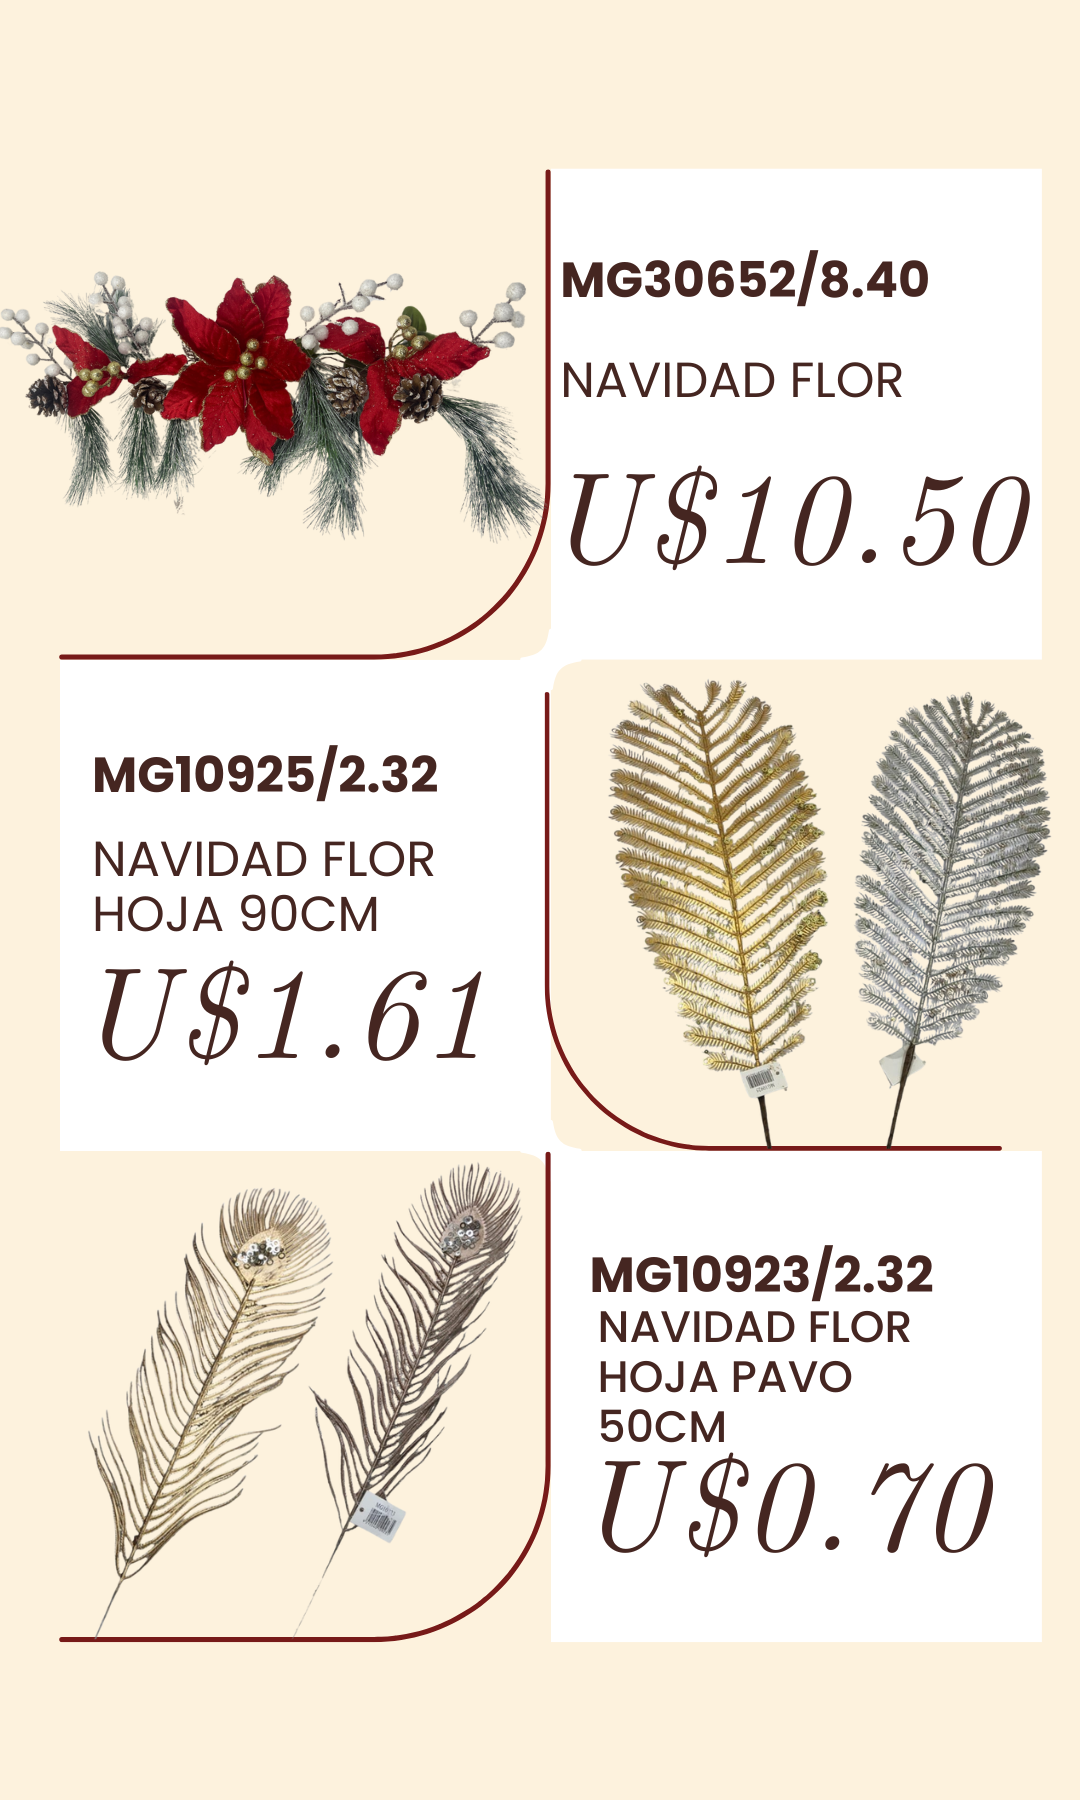 MG30652/8.40
NAVIDAD FLOR
U$10.50
MG10925/2.32
NAVIDAD FLOR
HOJA 90CM
U$1.61
MG10923/2.32
NAVIDAD FLOR
HOJA PAVO
50CM
U$0.70